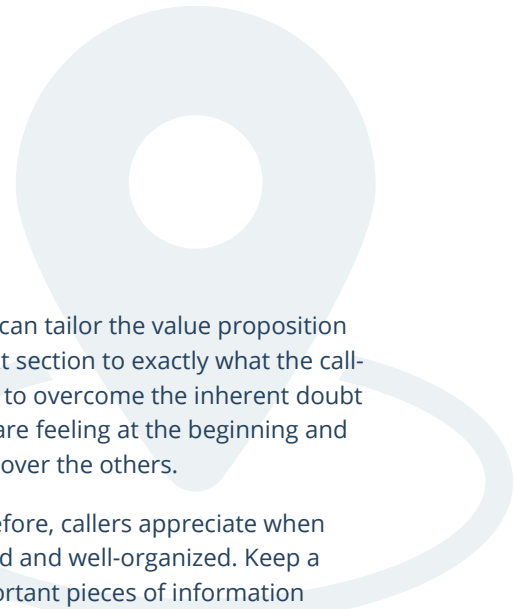 can tailor the value proposition
t section to exactly what the call-
to overcome the inherent doubt
are feeling at the beginning and
over the others.
efore, callers appreciate when
d and well-organized. Keep a
ortant pieces of information